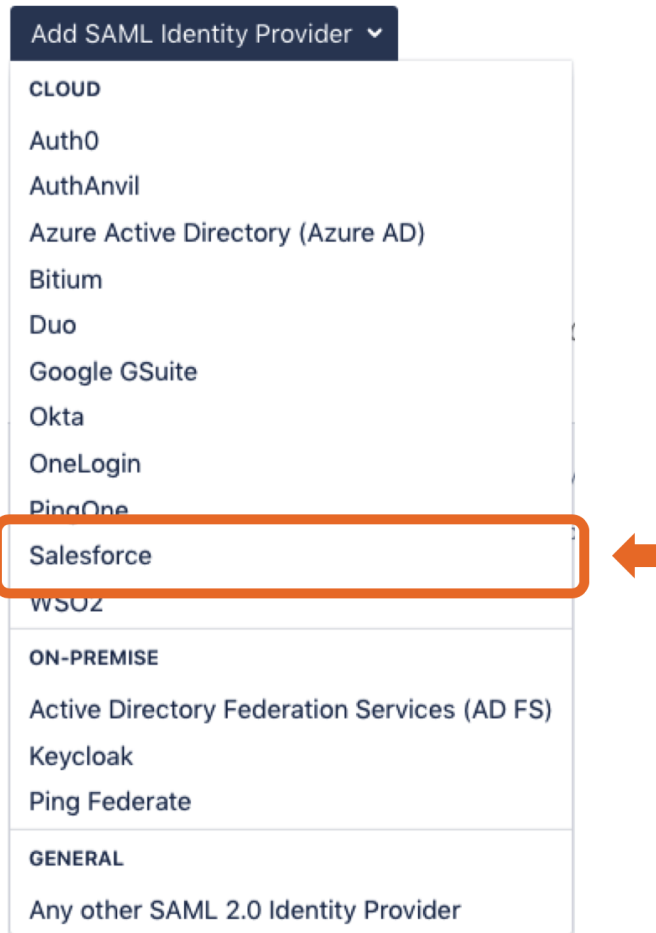 Add SAML Identity Provider
CLOUD
Auth0
AuthAnvil
Azure Active Directory (Azure AD)
Bitium
Duo
Google GSuite
Okta
OneLogin
PingOne
Salesforce
WSO2
ON-PREMISE
Active Directory Federation Services (AD FS)
Keycloak
Ping Federate
GENERAL
Any other SAML 2.0 Identity Provider